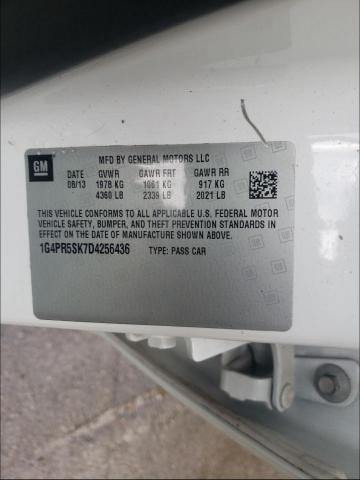 GM
MFD BY GENERAL MOTORS LLC
DATE GVWR GAWR FRT GAWR RR
06/13 1978 KG 1061 KG 917 KG
4360 LB 2339 LB 2021 LB
THIS VEHICLE CONFORMS TO ALL APPLICABLE U.S. FEDERAL MOTOR
VEHICLE SAFETY, BUMPER, AND THEFT PREVENTION STANDARDS IN
EFFECT ON THE DATE OF MANUFACTURE SHOWN ABOVE.
1G4PR5SK7D4256436 TYPE: PASS CAR